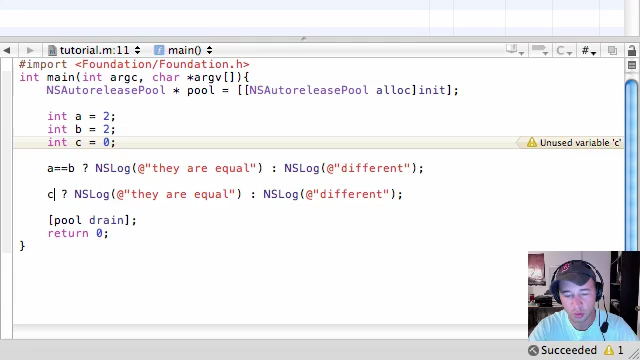 tutorial.m:11 main() #
#import <Foundation/Foundation.h>
int main(int argc, char *argv[]){
NSAutoreleasePool * pool = [[NSAutoreleasePool alloc]init];
int a = 2;
int b = 2;
int c = 0; Unused variable 'c'
a==b ? NSLog(@"they are equal") : NSLog(@"different");
c ? NSLog(@"they are equal") : NSLog(@"different");
[pool drain];
return 0;
}
Succeeded 1